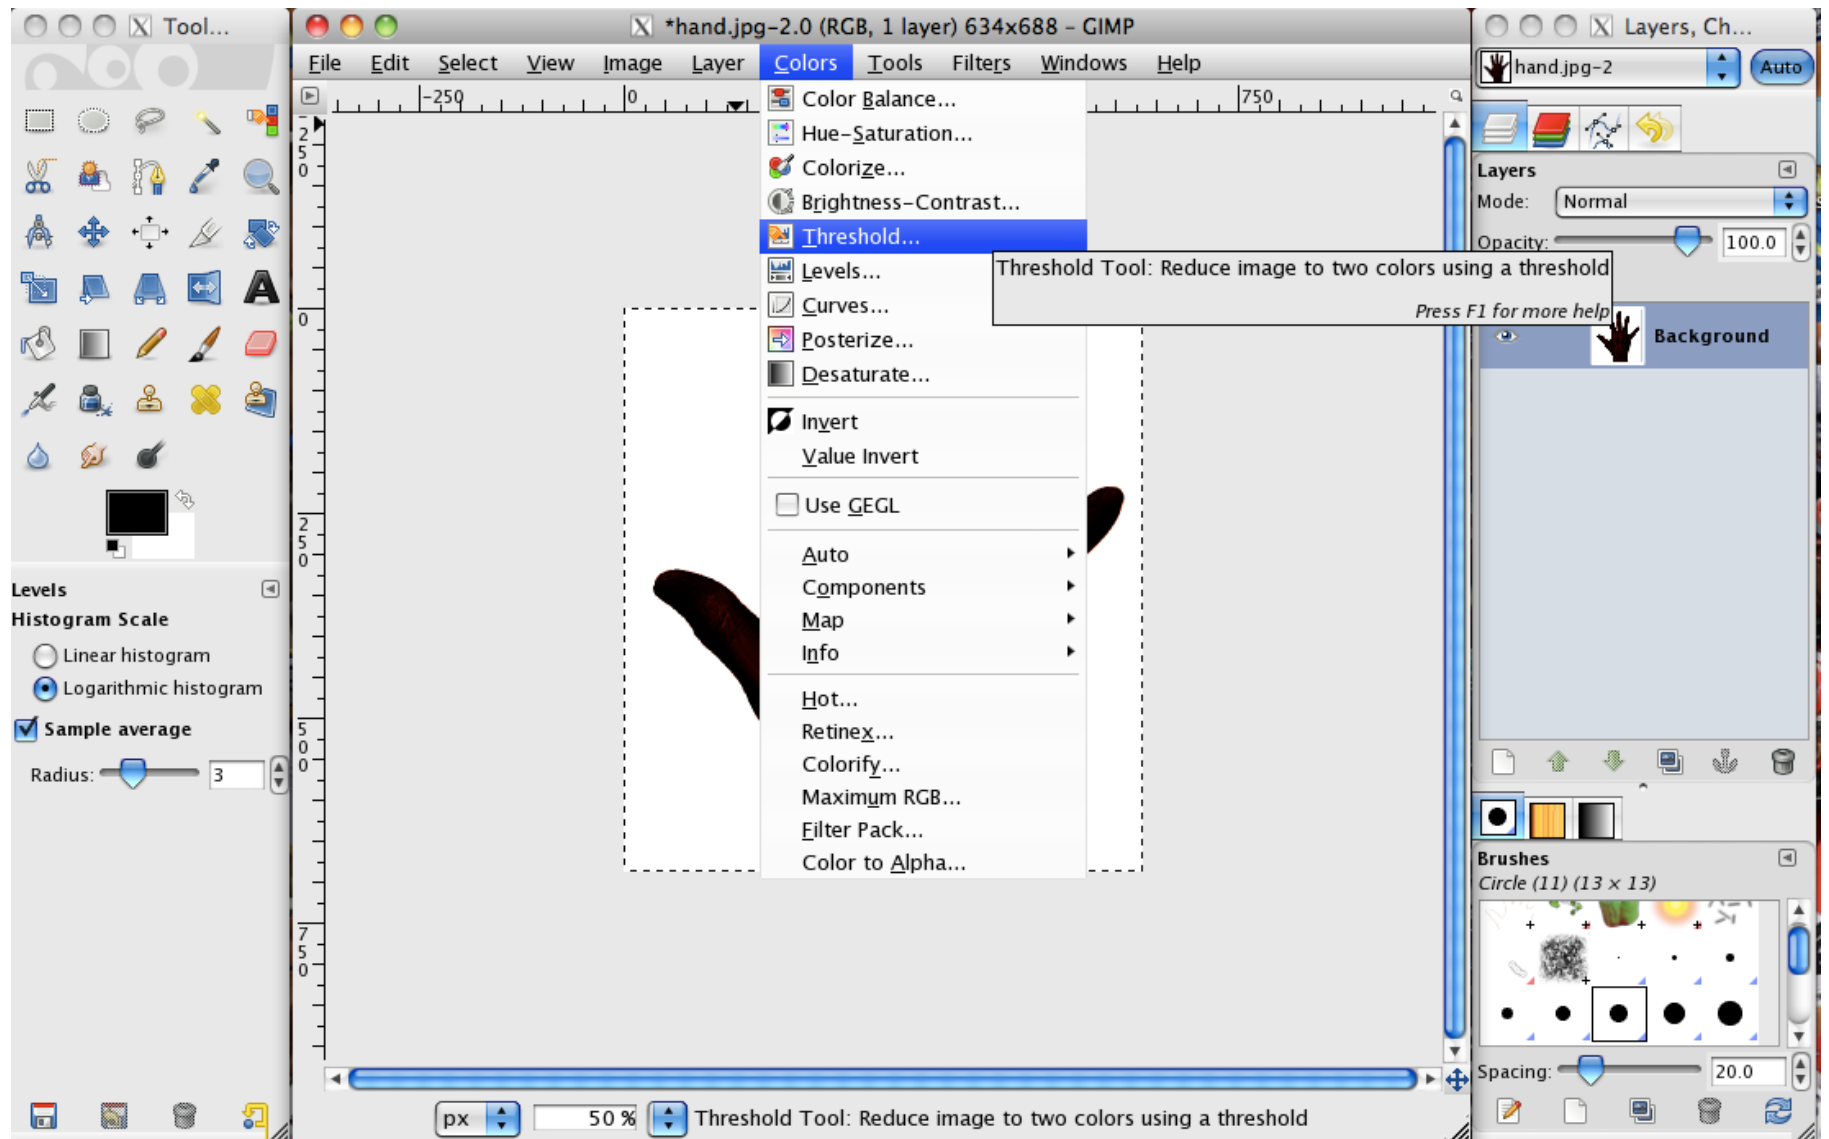 Tool...
*hand.jpg-2.0 (RGB, 1 layer) 634x688 – GIMP
Layers, Ch...
File Edit Select View Image Layer Colors Tools Filters Windows Help
hand.jpg-2
Auto
-250 0 750
250
0
250
500
750
Color Balance...
Hue-Saturation...
Colorize...
Brightness-Contrast...
Threshold...
Levels...
Curves...
Posterize...
Desaturate...
Invert
Value Invert
Use GEGL
Auto
Components
Map
Info
Hot...
Retinex...
Colorify...
Maximum RGB...
Filter Pack...
Color to Alpha...
Threshold Tool: Reduce image to two colors using a threshold
Press F1 for more help
Levels
Histogram Scale
Linear histogram
Logarithmic histogram
Sample average
Radius: 3
Layers
Mode: Normal
Opacity: 100.0
Background
Brushes
Circle (11) (13 × 13)
Spacing: 20.0
px 50 % Threshold Tool: Reduce image to two colors using a threshold